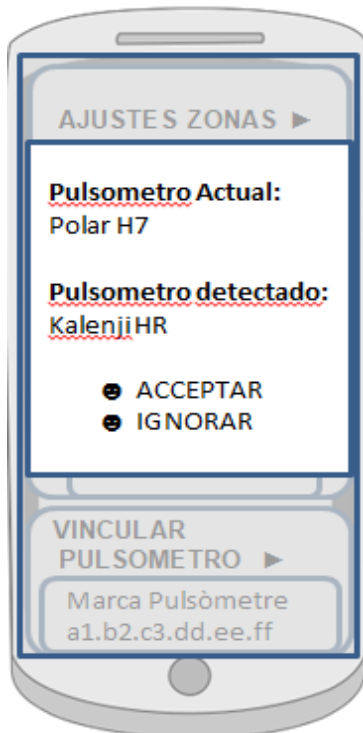 AJUSTES ZONAS ►
Pulsometro Actual:
Polar H7
Pulsometro detectado:
Kalenji HR
☻ ACCEPTAR
☻ IGNORAR
VINCULAR
PULSOMETRO ►
Marca Pulsòmetre
a1.b2.c3.dd.ee.ff